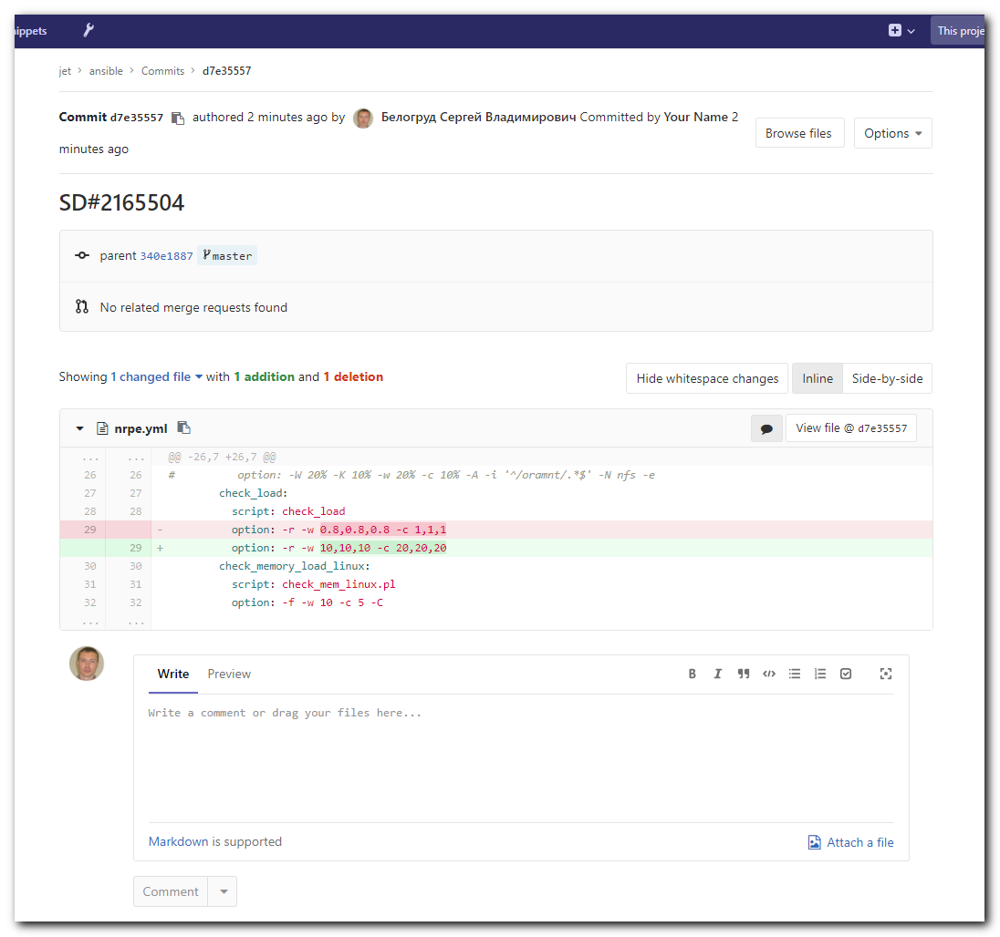 ippets This proje
jet > ansible > Commits > d7e35557
Commit d7e35557 authored 2 minutes ago by Белогруд Сергей Владимирович Committed by Your Name 2
minutes ago
Browse files Options
SD#2165504
parent 340e1887 master
No related merge requests found
Showing 1 changed file with 1 addition and 1 deletion
Hide whitespace changes Inline Side-by-side
nrpe.yml View file @ d7e35557
... ... @@ -26,7 +26,7 @@
26 26 # option: -W 20% -K 10% -w 20% -c 10% -A -i '^/oramnt/.*$' -N nfs -e
27 27 check_load:
28 28 script: check_load
29 - option: -r -w 0.8,0.8,0.8 -c 1,1,1
29 + option: -r -w 10,10,10 -c 20,20,20
30 30 check_memory_load_linux:
31 31 script: check_mem_linux.pl
32 32 option: -f -w 10 -c 5 -C
... ...
Write Preview
Write a comment or drag your files here...
Markdown is supported Attach a file
Comment